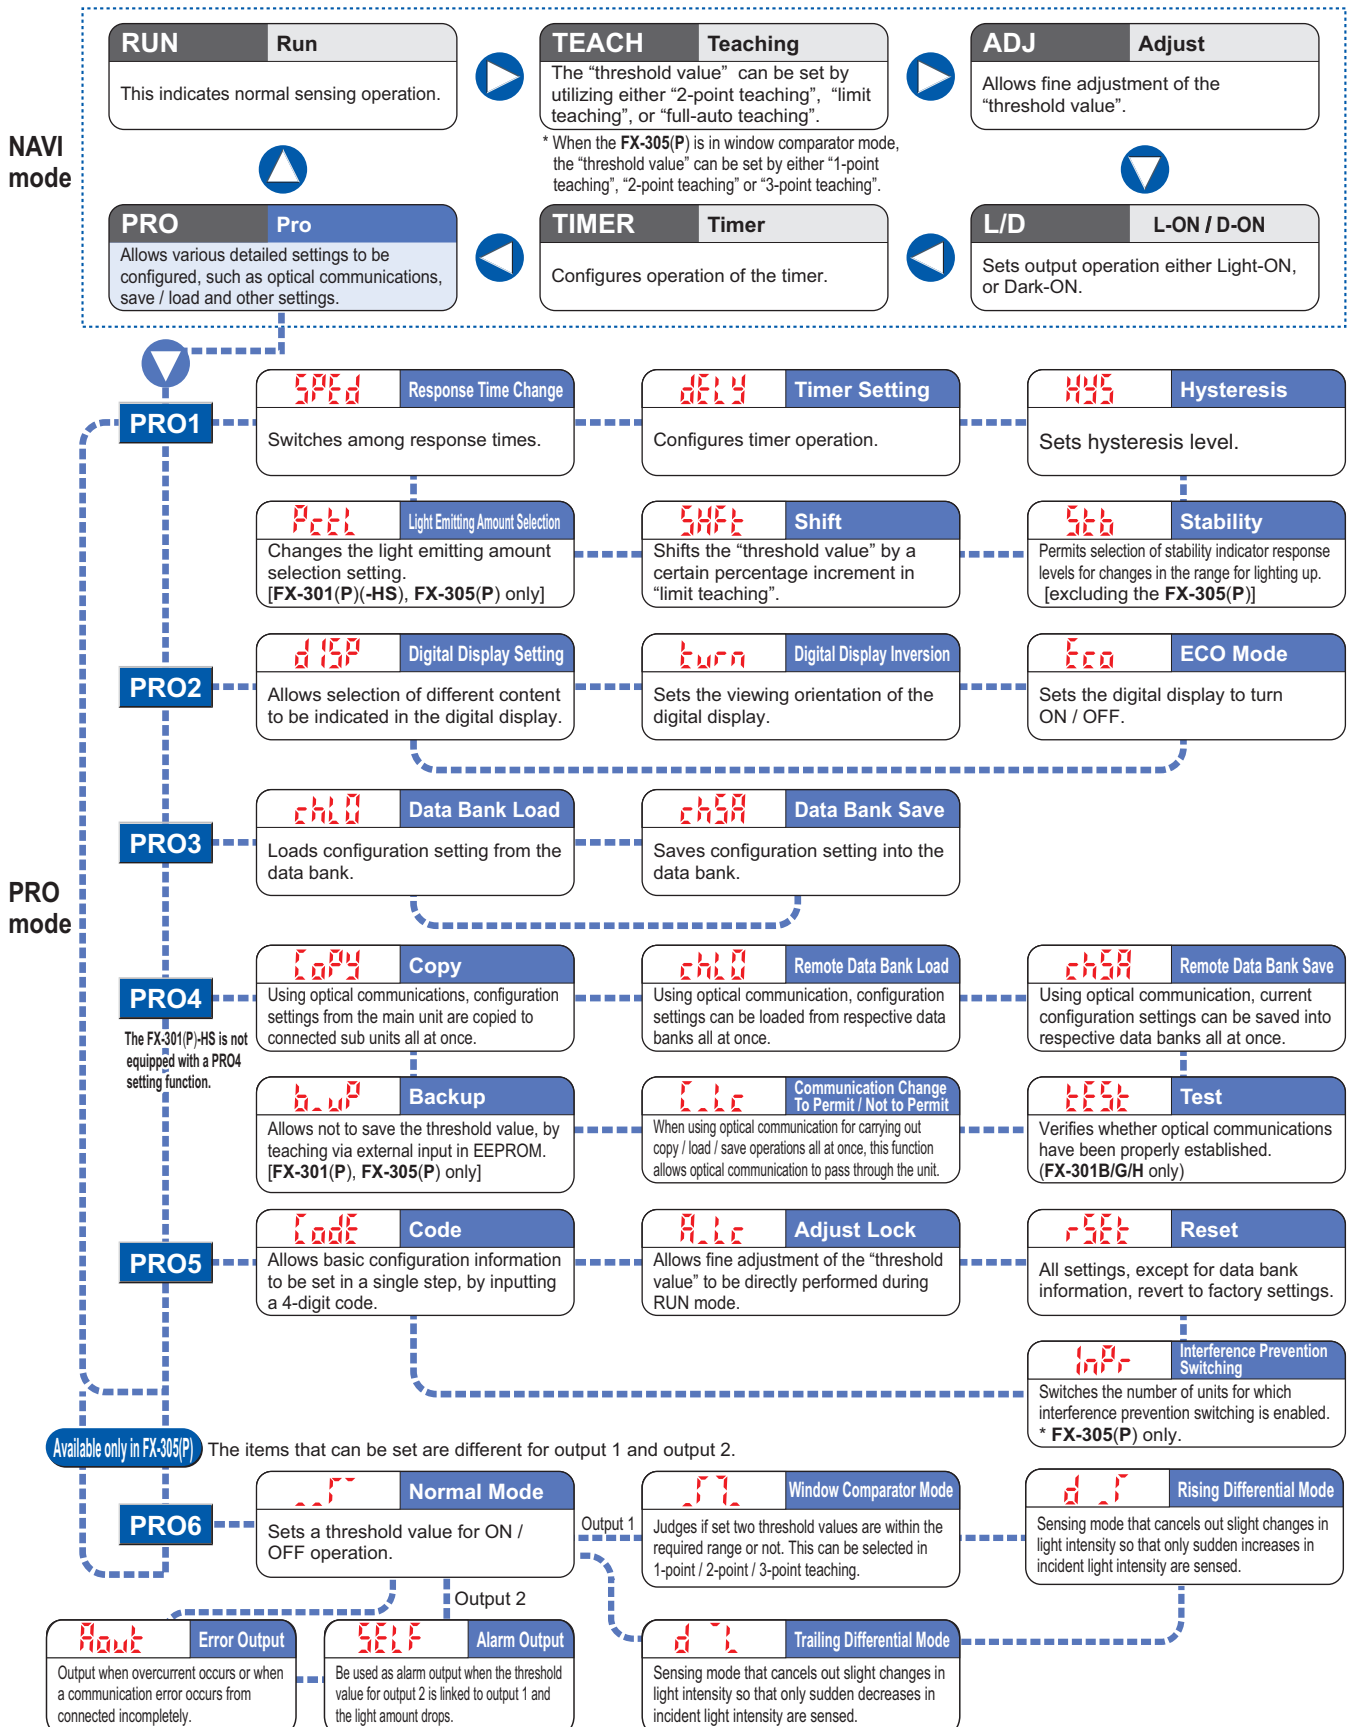 NAVI
mode
RUN Run
This indicates normal sensing operation.
TEACH Teaching
The “threshold value” can be set by
utilizing either “2-point teaching”, “limit
teaching”, or “full-auto teaching”.
* When the FX-305(P) is in window comparator mode,
the “threshold value” can be set by either “1-point
teaching”, “2-point teaching” or “3-point teaching”.
ADJ Adjust
Allows fine adjustment of the
“threshold value”.
PRO Pro
Allows various detailed settings to be
configured, such as optical communications,
save / load and other settings.
TIMER Timer
Configures operation of the timer.
L/D L-ON / D-ON
Sets output operation either Light-ON,
or Dark-ON.
PRO
mode
PRO1
SPEd Response Time Change
Switches among response times.
dELY Timer Setting
Configures timer operation.
HYS Hysteresis
Sets hysteresis level.
PctL Light Emitting Amount Selection
Changes the light emitting amount
selection setting.
[FX-301(P)(-HS), FX-305(P) only]
SHFt Shift
Shifts the “threshold value” by a
certain percentage increment in
“limit teaching”.
Stb Stability
Permits selection of stability indicator response
levels for changes in the range for lighting up.
[excluding the FX-305(P)]
PRO2
dISP Digital Display Setting
Allows selection of different content
to be indicated in the digital display.
turn Digital Display Inversion
Sets the viewing orientation of the
digital display.
Eco ECO Mode
Sets the digital display to turn
ON / OFF.
PRO3
chLO Data Bank Load
Loads configuration setting from the
data bank.
chSA Data Bank Save
Saves configuration setting into the
data bank.
PRO4
The FX-301(P)-HS is not
equipped with a PRO4
setting function.
CoPY Copy
Using optical communications, configuration
settings from the main unit are copied to
connected sub units all at once.
chLO Remote Data Bank Load
Using optical communication, configuration
settings can be loaded from respective data
banks all at once.
chSA Remote Data Bank Save
Using optical communication, current
configuration settings can be saved into
respective data banks all at once.
b_uP Backup
Allows not to save the threshold value, by
teaching via external input in EEPROM.
[FX-301(P), FX-305(P) only]
C_Lc Communication Change
To Permit / Not to Permit
When using optical communication for carrying out
copy / load / save operations all at once, this function
allows optical communication to pass through the unit.
tESt Test
Verifies whether optical communications
have been properly established.
(FX-301B/G/H only)
PRO5
CodE Code
Allows basic configuration information
to be set in a single step, by inputting
a 4-digit code.
A_Lc Adjust Lock
Allows fine adjustment of the “threshold
value” to be directly performed during
RUN mode.
rSEt Reset
All settings, except for data bank
information, revert to factory settings.
InPr Interference Prevention
Switching
Switches the number of units for which
interference prevention switching is enabled.
* FX-305(P) only.
Available only in FX-305(P) The items that can be set are different for output 1 and output 2.
PRO6
Normal Mode
Sets a threshold value for ON /
OFF operation.
Output 1
Window Comparator Mode
Judges if set two threshold values are within the
required range or not. This can be selected in
1-point / 2-point / 3-point teaching.
d Rising Differential Mode
Sensing mode that cancels out slight changes in
light intensity so that only sudden increases in
incident light intensity are sensed.
Output 2
Aout Error Output
Output when overcurrent occurs or when
a communication error occurs from
connected incompletely.
SELF Alarm Output
Be used as alarm output when the threshold
value for output 2 is linked to output 1 and
the light amount drops.
d Trailing Differential Mode
Sensing mode that cancels out slight changes in
light intensity so that only sudden decreases in
incident light intensity are sensed.